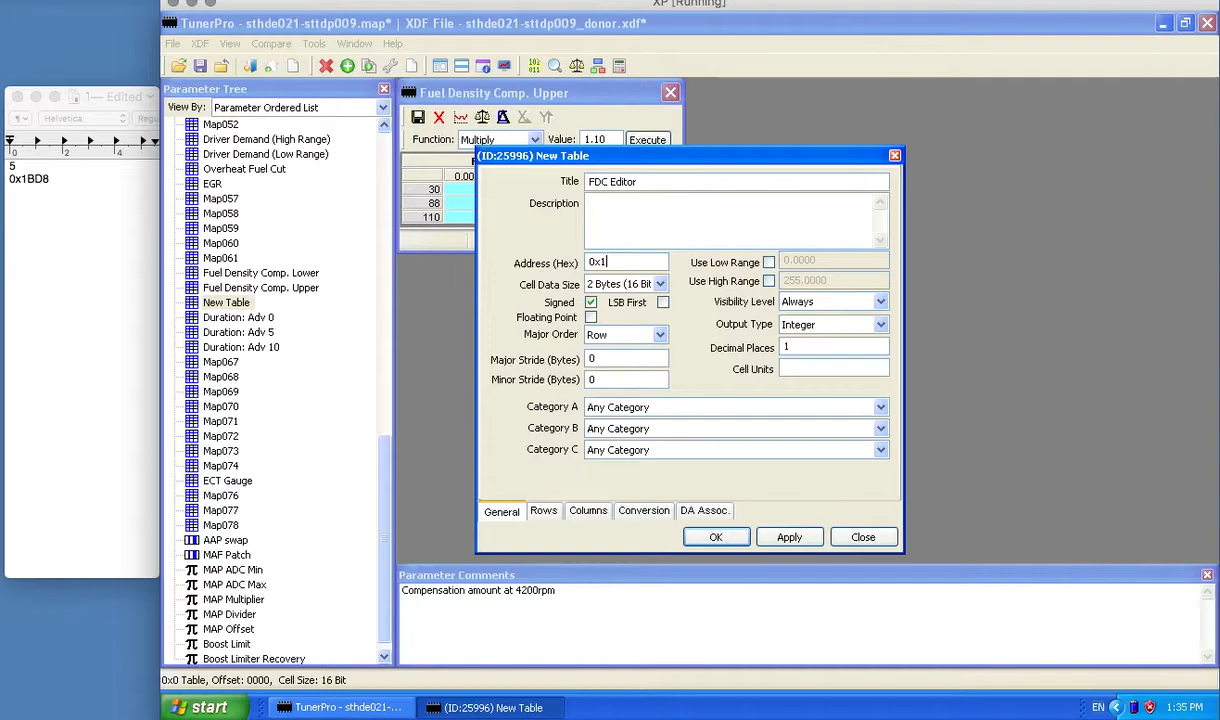 XP [Running]
TunerPro - sthde021-sttdp009.map* - XDF File - sthde021-sttdp009_donor.xdf*
File XDF View Compare Tools Window Help
1 — Edited
Helvetica
Regu
0 2 4
5
0x1BD8
Parameter Tree
View By: Parameter Ordered List
Map052
Driver Demand (High Range)
Driver Demand (Low Range)
Overheat Fuel Cut
EGR
Map057
Map058
Map059
Map060
Map061
Fuel Density Comp. Lower
Fuel Density Comp. Upper
New Table
Duration: Adv 0
Duration: Adv 5
Duration: Adv 10
Map067
Map068
Map069
Map070
Map071
Map072
Map073
Map074
ECT Gauge
Map076
Map077
Map078
AAP swap
MAF Patch
MAP ADC Min
MAP ADC Max
MAP Multiplier
MAP Divider
MAP Offset
Boost Limit
Boost Limiter Recovery
Fuel Density Comp. Upper
Function: Multiply Value: 1.10 Execute
0.00
30
88
110
(ID:25996) New Table
Title FDC Editor
Description
Address (Hex) 0x1
Cell Data Size 2 Bytes (16 Bit
Signed LSB First
Floating Point
Major Order Row
Major Stride (Bytes) 0
Minor Stride (Bytes) 0
Use Low Range 0.0000
Use High Range 255.0000
Visibility Level Always
Output Type Integer
Decimal Places 1
Cell Units
Category A Any Category
Category B Any Category
Category C Any Category
General Rows Columns Conversion DA Assoc.
OK Apply Close
Parameter Comments
Compensation amount at 4200rpm
0x0 Table, Offset: 0000, Cell Size: 16 Bit
start TunerPro - sthde021-... (ID:25996) New Table EN 1:35 PM